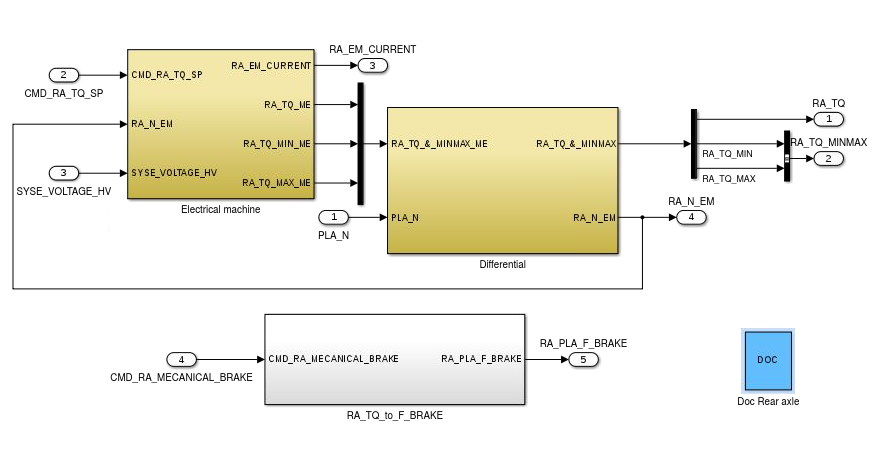 RA_EM_CURRENT
2
CMD_RA_TQ_SP
CMD_RA_TQ_SP
RA_N_EM
SYSE_VOLTAGE_HV
RA_EM_CURRENT
RA_TQ_ME
RA_TQ_MIN_ME
RA_TQ_MAX_ME
Electrical machine
3
SYSE_VOLTAGE_HV
3
1
PLA_N
RA_TQ_&_MINMAX_ME
PLA_N
RA_TQ_&_MINMAX
RA_N_EM
Differential
RA_TQ
1
RA_TQ_MIN
RA_TQ_MAX
RA_TQ_MINMAX
2
RA_N_EM
4
4
CMD_RA_MECANICAL_BRAKE
CMD_RA_MECANICAL_BRAKE
RA_PLA_F_BRAKE
RA_TQ_to_F_BRAKE
RA_PLA_F_BRAKE
5
DOC
Doc Rear axle